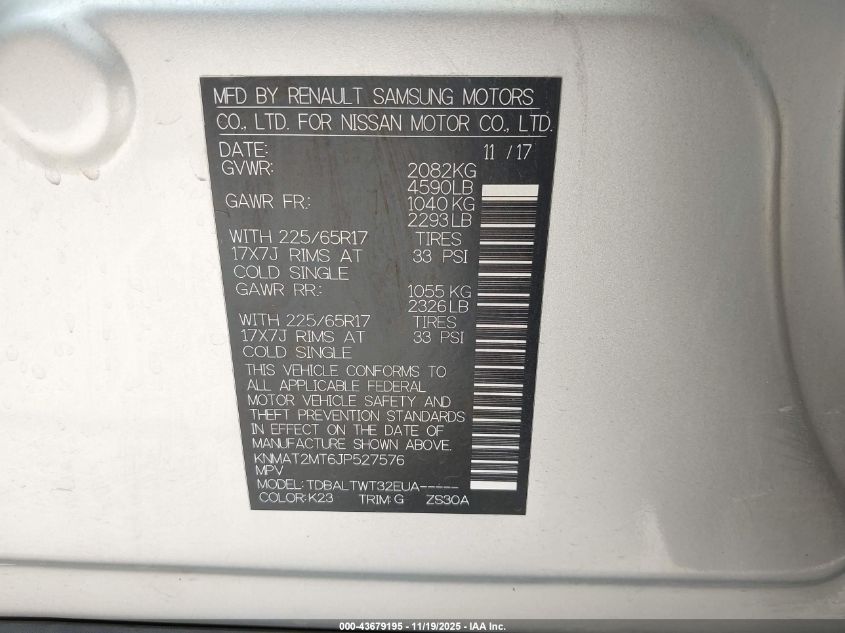 MFD BY RENAULT SAMSUNG MOTORS
CO., LTD. FOR NISSAN MOTOR CO., LTD.
DATE: 11 / 17
GVWR: 2082KG
4590LB
GAWR FR: 1040 KG
2293 LB
WITH 225/65R17 TIRES
17X7J RIMS AT 33 PSI
COLD SINGLE
GAWR RR: 1055 KG
2326 LB
WITH 225/65R17 TIRES
17X7J RIMS AT 33 PSI
COLD SINGLE
THIS VEHICLE CONFORMS TO
ALL APPLICABLE FEDERAL
MOTOR VEHICLE SAFETY AND
THEFT PREVENTION STANDARDS
IN EFFECT ON THE DATE OF
MANUFACTURE SHOWN ABOVE.
KNMAT2MT6JP527576
MPV
MODEL: TDBALTWT32EUA-----
COLOR: K23 TRIM: G ZS30A
000-43679195 - 11/19/2025 - IAA Inc.